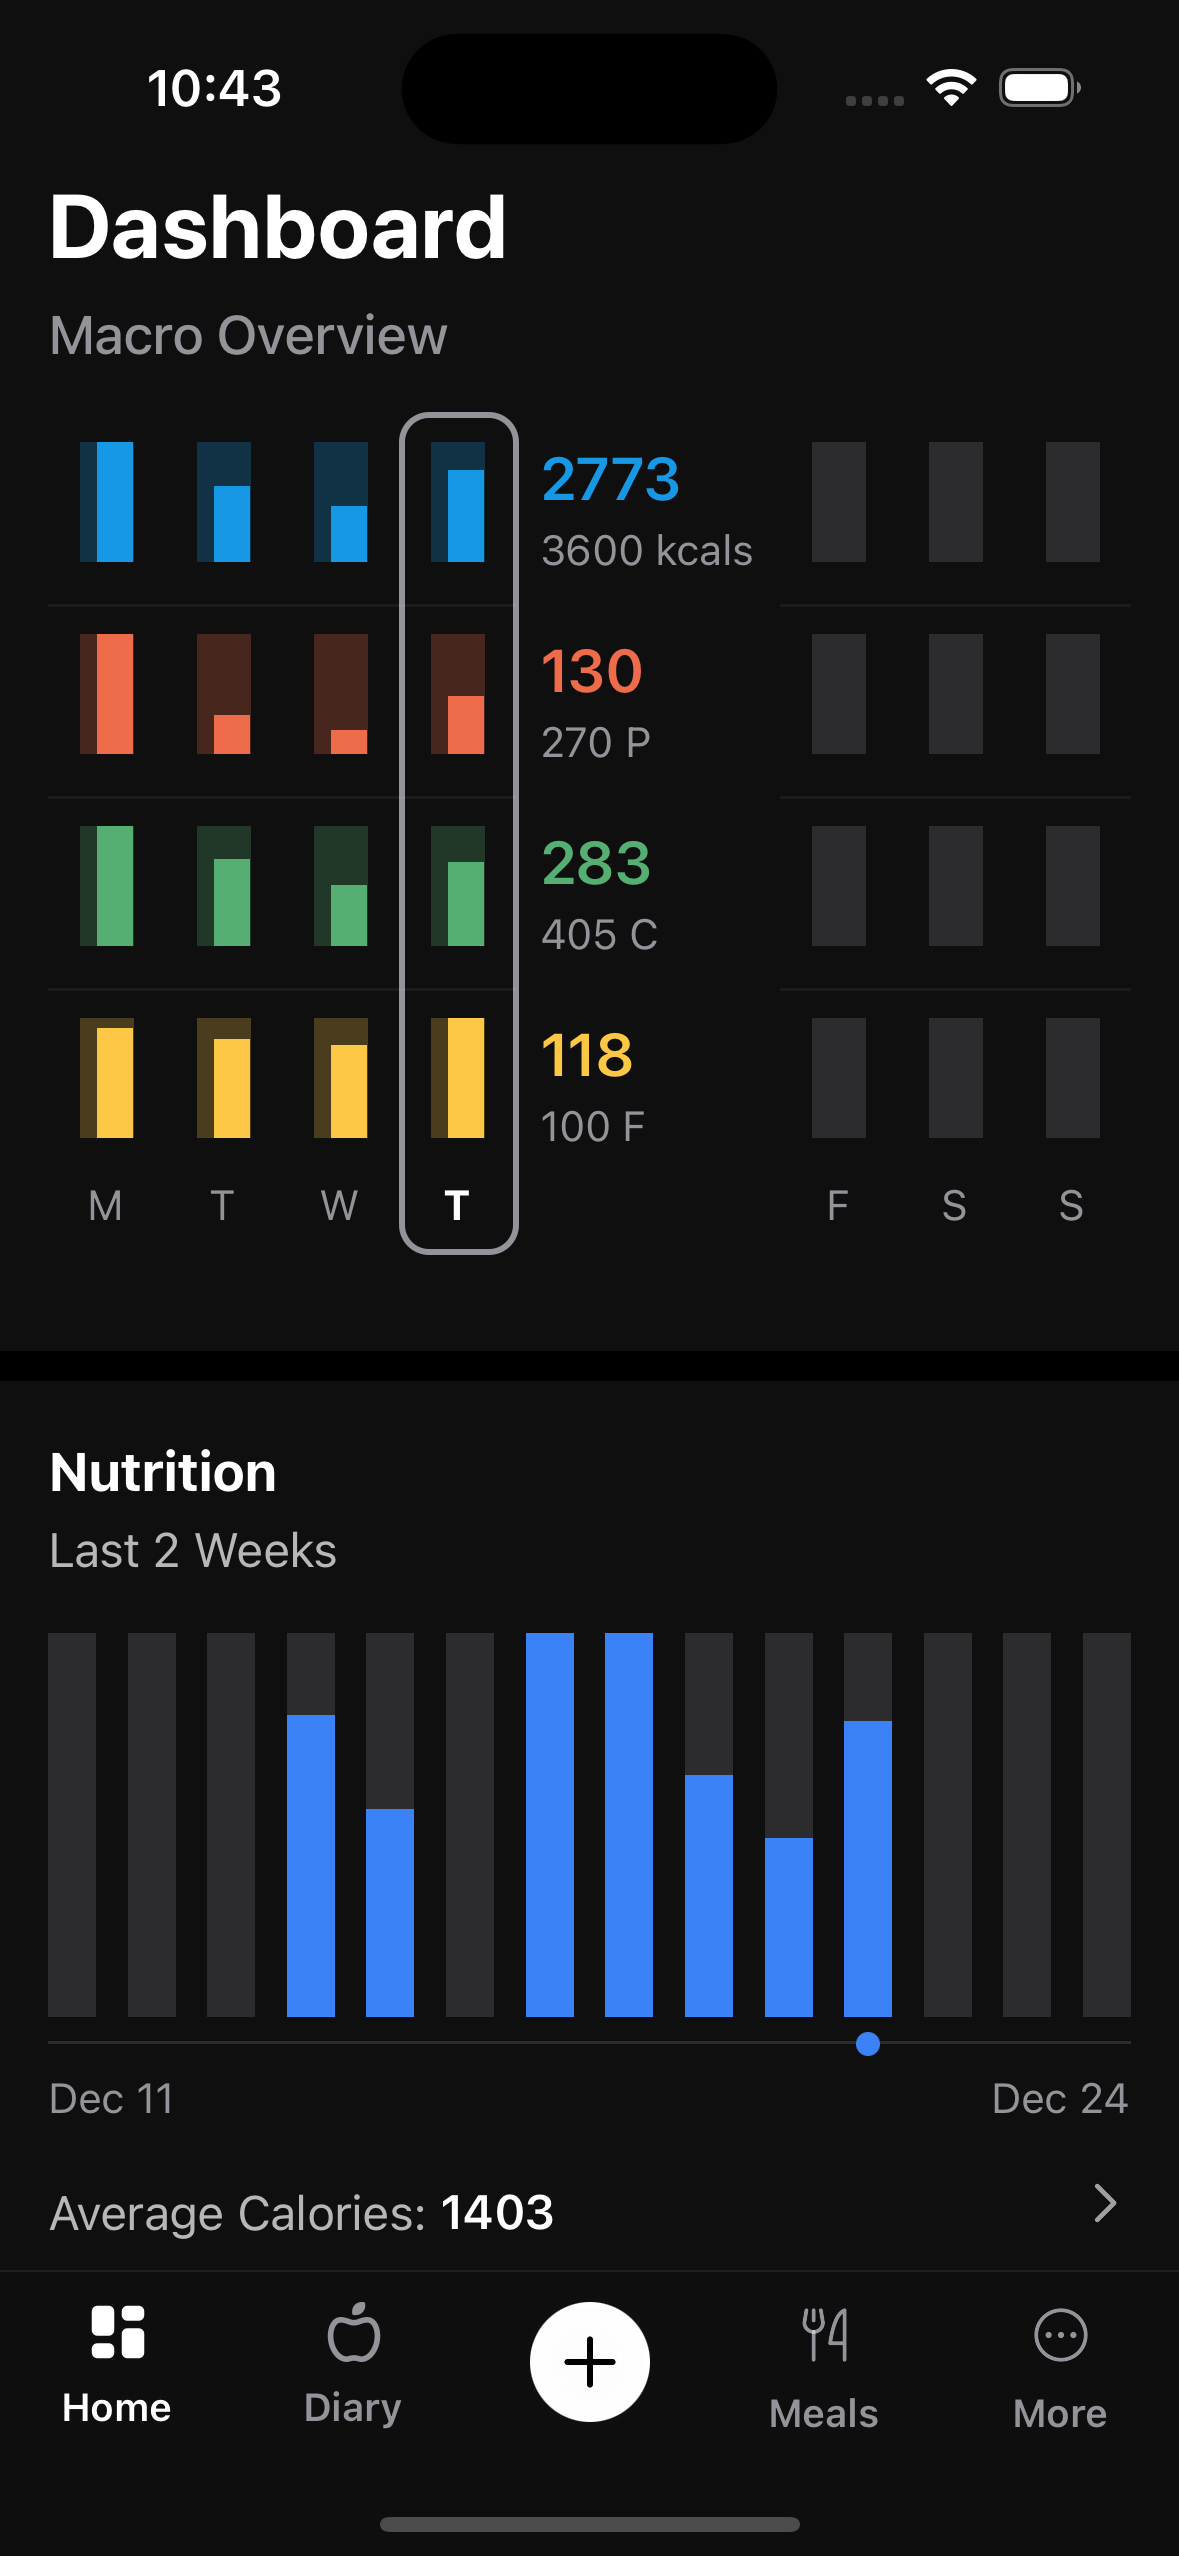 10:43
Dashboard
Macro Overview
2773
3600 kcals
130
270 P
283
405 C
118
100 F
M T W T F S S
Nutrition
Last 2 Weeks
Dec 11 Dec 24
Average Calories: 1403
Home Diary Meals More